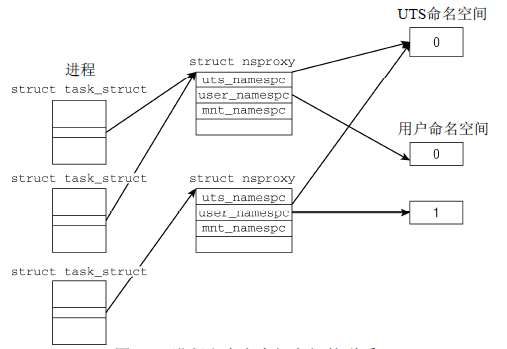 UTS命名空间
0
struct nsproxy
进程
struct task_struct
uts_namespc
user_namespc
mnt_namespc
用户命名空间
0
struct task_struct
struct nsproxy
uts_namespc
user_namespc
mnt_namespc
1
struct task_struct